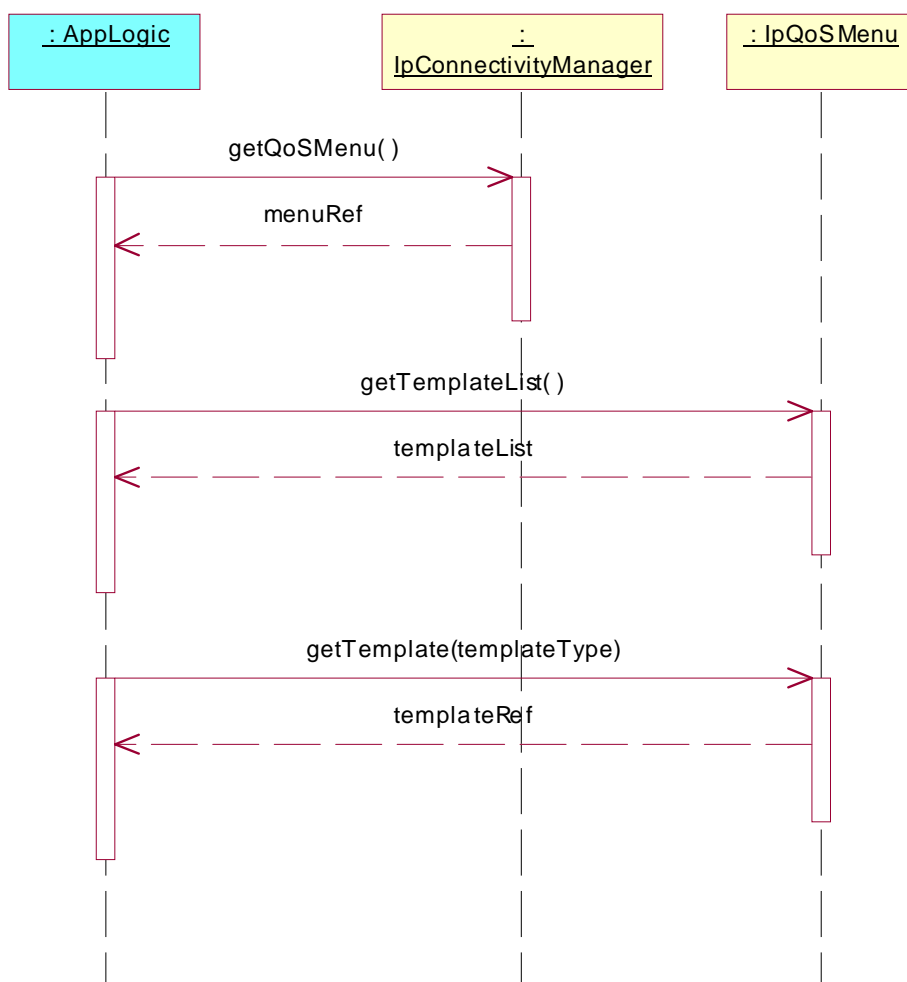 : AppLogic
:
IpConnectivityManager
: IpQoSMenu
getQoSMenu( )
menuRef
getTemplateList( )
templateList
getTemplate(templateType)
templateRef